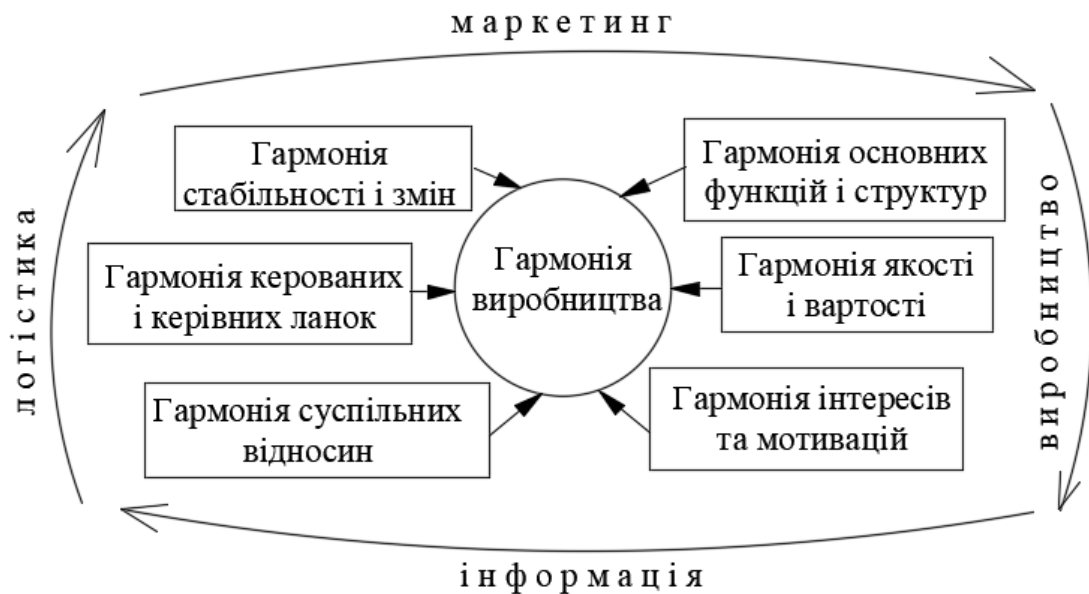 маркетинг
Гармонія
стабільності і змін
Гармонія основних
функцій і структур
логістика
Гармонія керованих
і керівних ланок
Гармонія
виробництва
Гармонія якості
і вартості
виробництво
Гармонія суспільних
відносин
Гармонія інтересів
та мотивацій
інформація